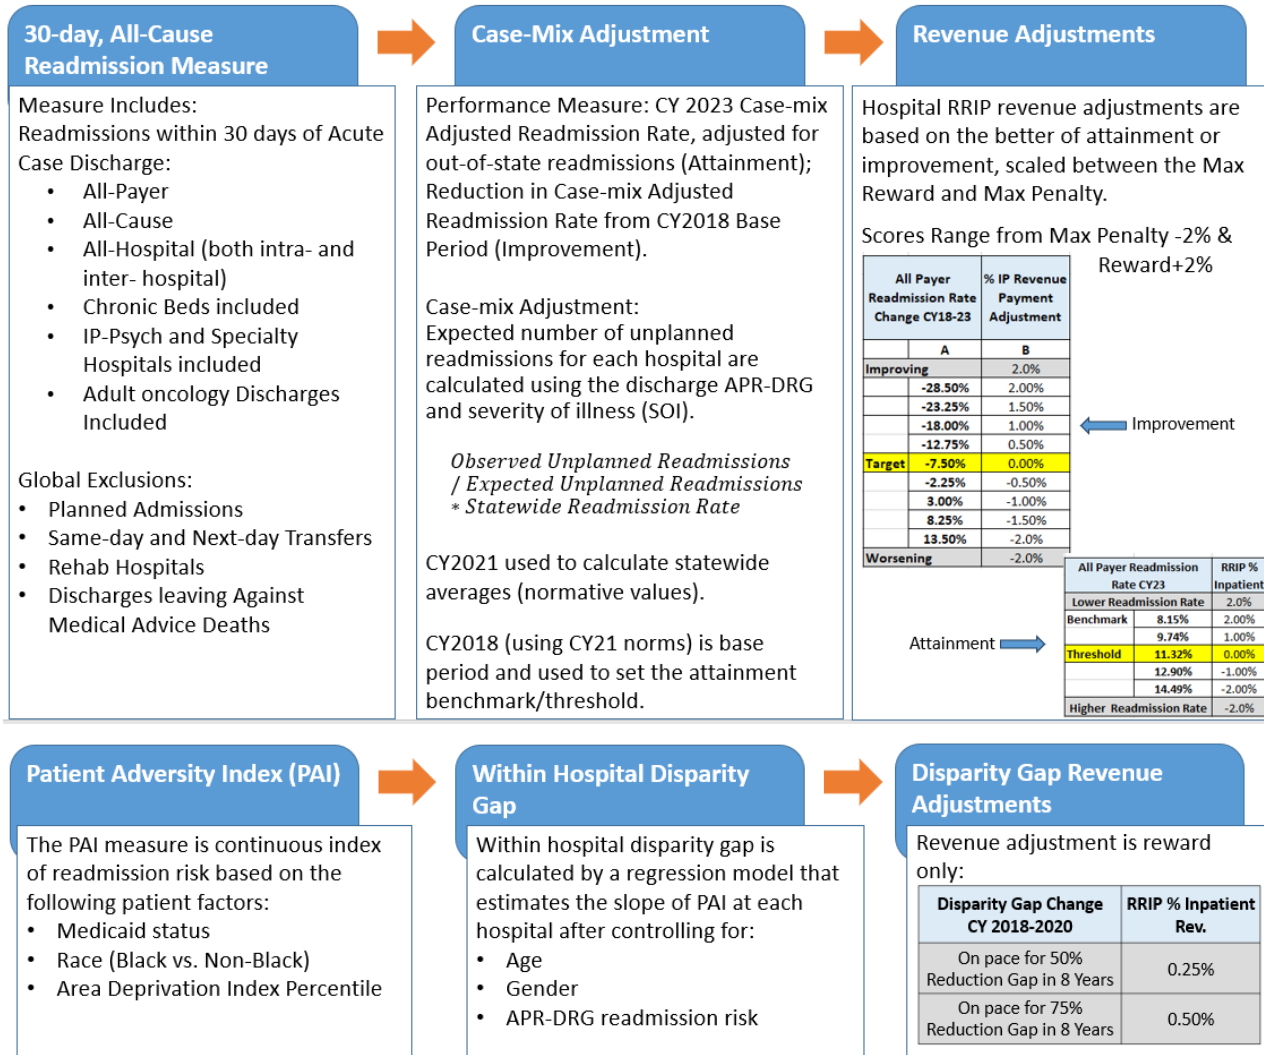 30-day, All-Cause
Readmission Measure
Measure Includes:
Readmissions within 30 days of Acute
Case Discharge:
• All-Payer
• All-Cause
• All-Hospital (both intra- and
inter- hospital)
• Chronic Beds included
• IP-Psych and Specialty
Hospitals included
• Adult oncology Discharges
Included
Global Exclusions:
• Planned Admissions
• Same-day and Next-day Transfers
• Rehab Hospitals
• Discharges leaving Against
Medical Advice Deaths
Case-Mix Adjustment
Performance Measure: CY 2023 Case-mix
Adjusted Readmission Rate, adjusted for
out-of-state readmissions (Attainment);
Reduction in Case-mix Adjusted
Readmission Rate from CY2018 Base
Period (Improvement).
Case-mix Adjustment:
Expected number of unplanned
readmissions for each hospital are
calculated using the discharge APR-DRG
and severity of illness (SOI).
Observed Unplanned Readmissions
/ Expected Unplanned Readmissions
* Statewide Readmission Rate
CY2021 used to calculate statewide
averages (normative values).
CY2018 (using CY21 norms) is base
period and used to set the attainment
benchmark/threshold.
Revenue Adjustments
Hospital RRIP revenue adjustments are
based on the better of attainment or
improvement, scaled between the Max
Reward and Max Penalty.
Scores Range from Max Penalty -2% &
Reward+2%
All Payer
Readmission Rate
Change CY18-23
% IP Revenue
Payment
Adjustment
A B
Improving 2.0%
-28.50% 2.00%
-23.25% 1.50%
-18.00% 1.00%
-12.75% 0.50%
Target -7.50% 0.00%
-2.25% -0.50%
3.00% -1.00%
8.25% -1.50%
13.50% -2.0%
Worsening -2.0%
Improvement
Attainment
All Payer Readmission
Rate CY23
RRIP %
Inpatient
Lower Readmission Rate 2.0%
Benchmark 8.15% 2.00%
9.74% 1.00%
Threshold 11.32% 0.00%
12.90% -1.00%
14.49% -2.00%
Higher Readmission Rate -2.0%
Patient Adversity Index (PAI)
The PAI measure is continuous index
of readmission risk based on the
following patient factors:
• Medicaid status
• Race (Black vs. Non-Black)
• Area Deprivation Index Percentile
Within Hospital Disparity
Gap
Within hospital disparity gap is
calculated by a regression model that
estimates the slope of PAI at each
hospital after controlling for:
• Age
• Gender
• APR-DRG readmission risk
Disparity Gap Revenue
Adjustments
Revenue adjustment is reward
only:
Disparity Gap Change
CY 2018-2020
RRIP % Inpatient
Rev.
On pace for 50%
Reduction Gap in 8 Years
0.25%
On pace for 75%
Reduction Gap in 8 Years
0.50%